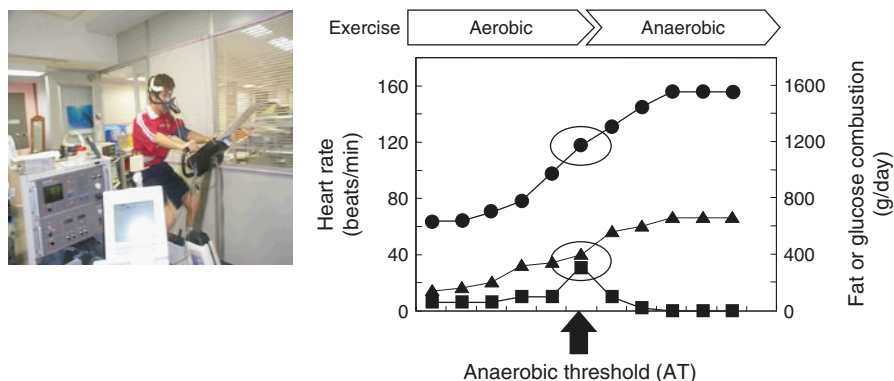 Exercise Aerobic Anaerobic
160
120
80
40
0
Heart rate
(beats/min)
1600
1200
800
400
0
Fat or glucose combustion
(g/day)
Anaerobic threshold (AT)